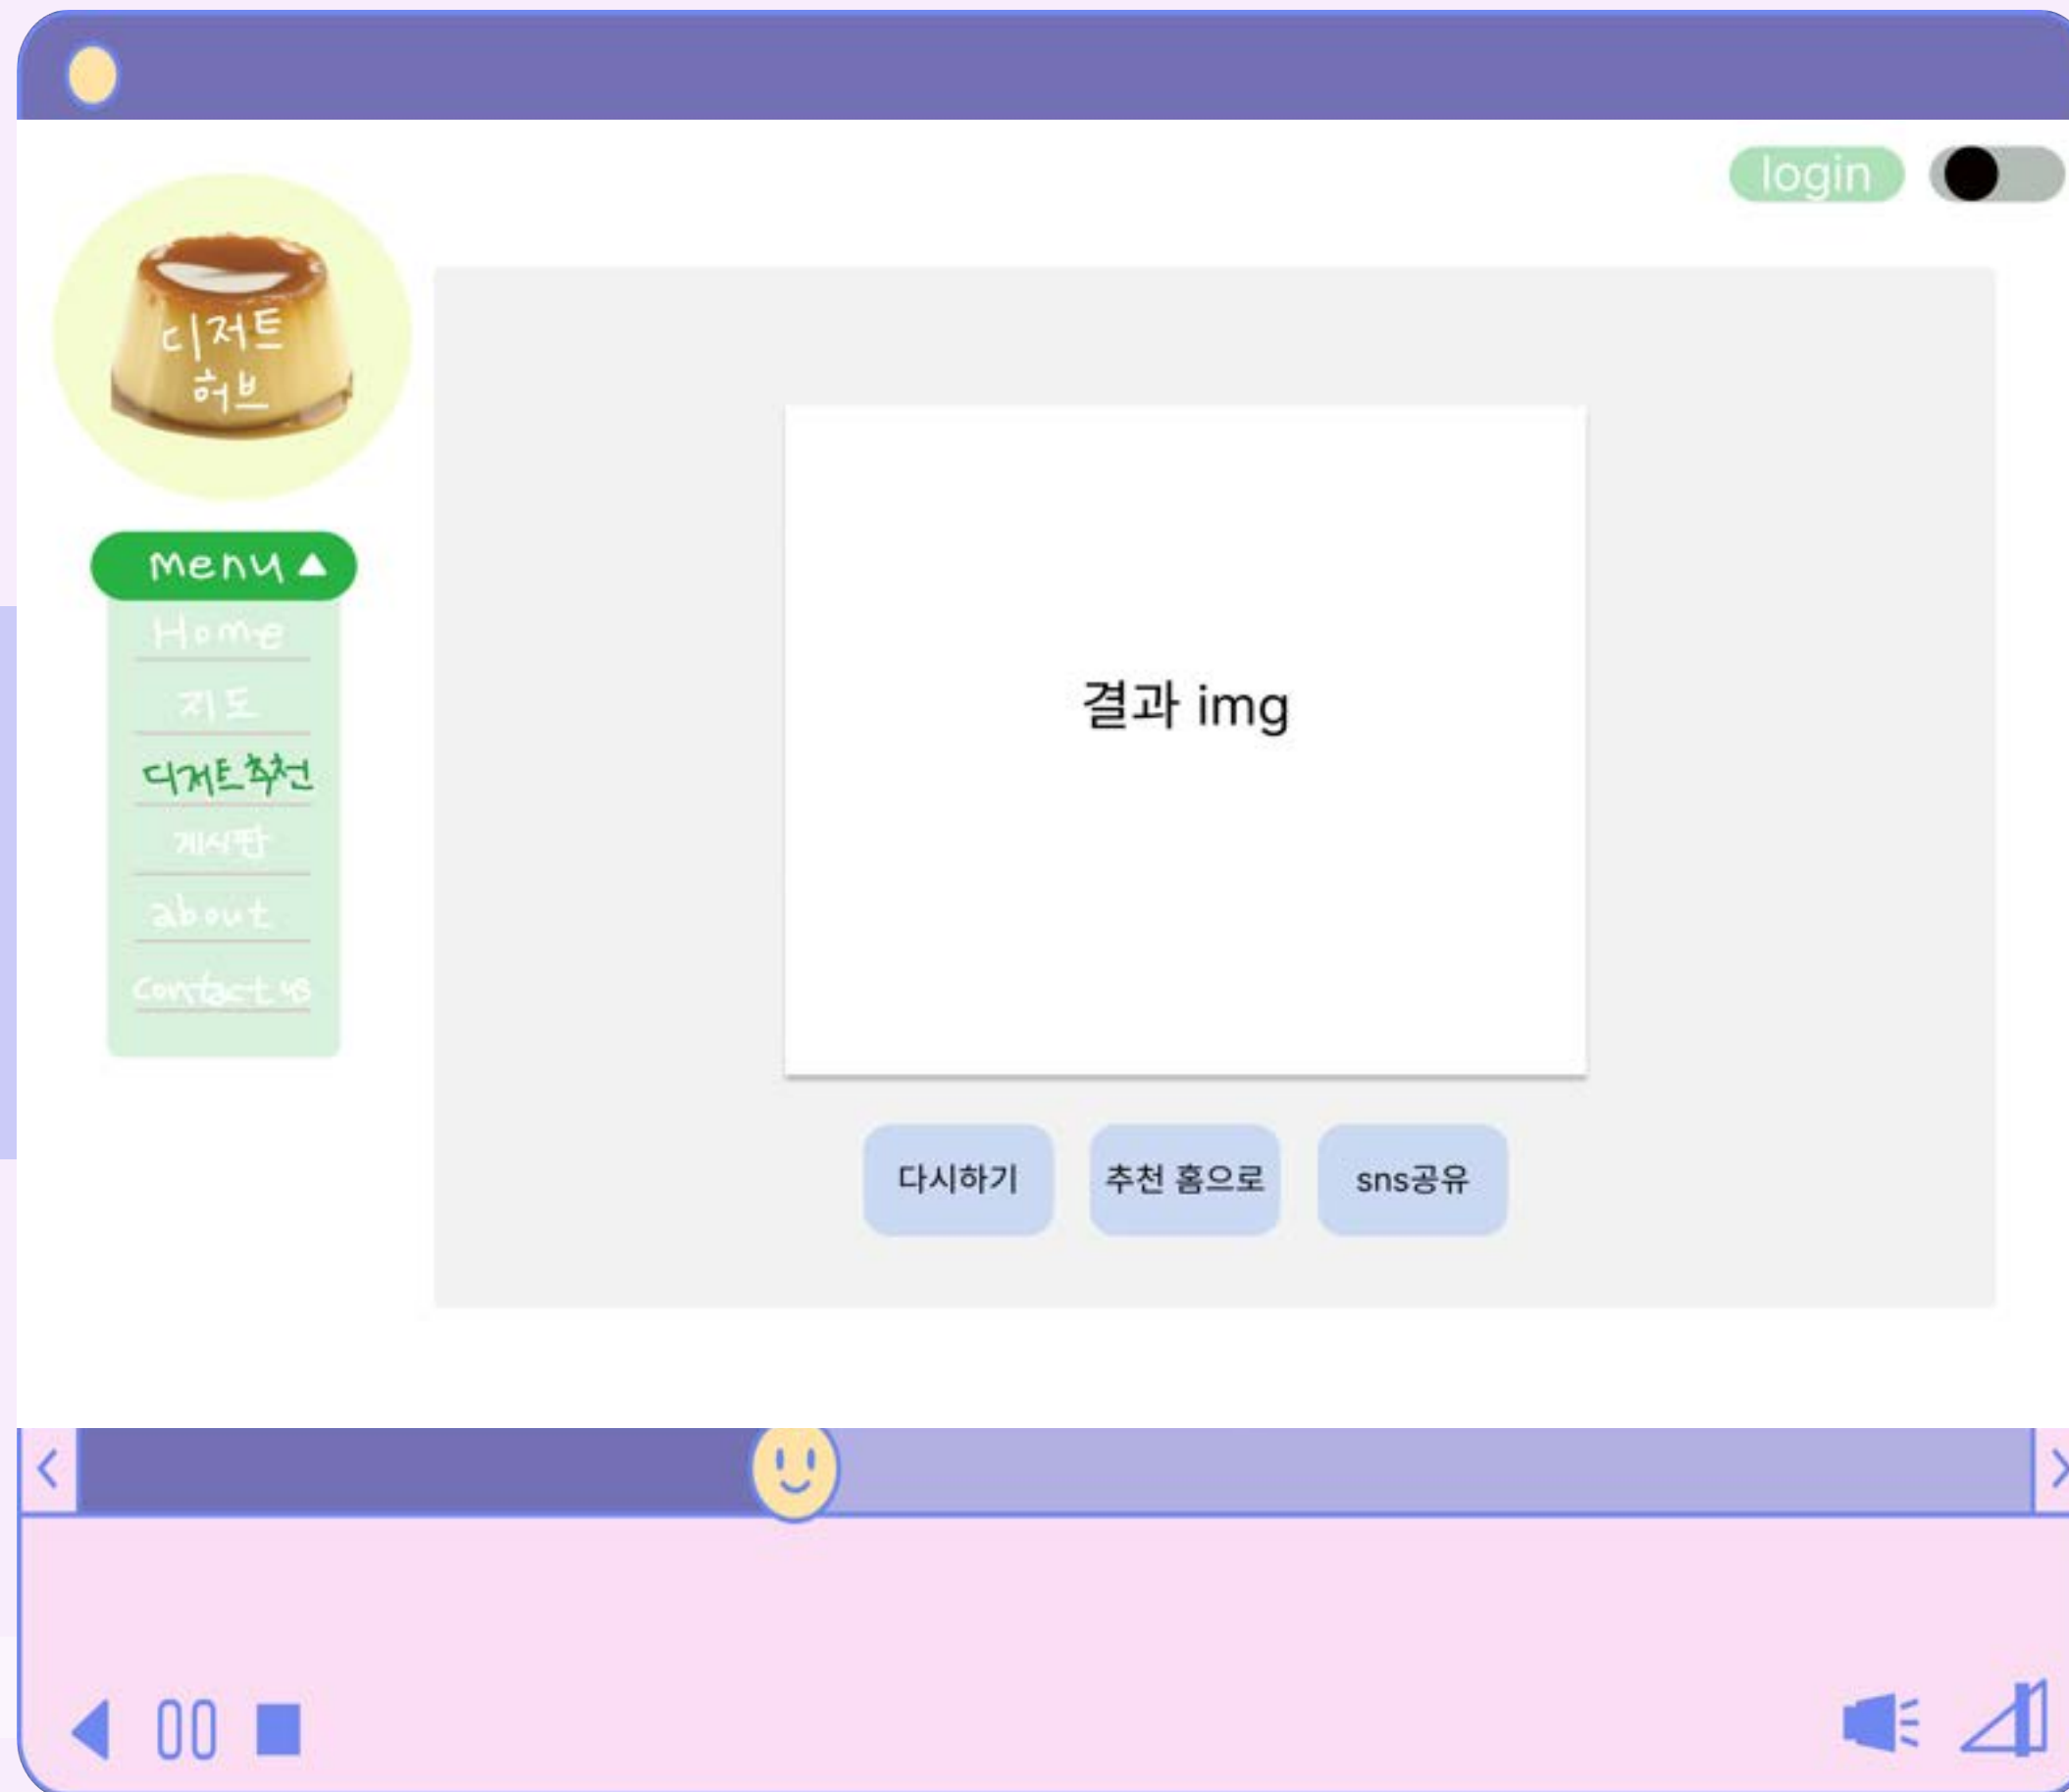 login
디저트
허브
menu
Home
지도
디저트추천
게시판
about
contact us
결과 img
다시하기
추천 홈으로
sns공유